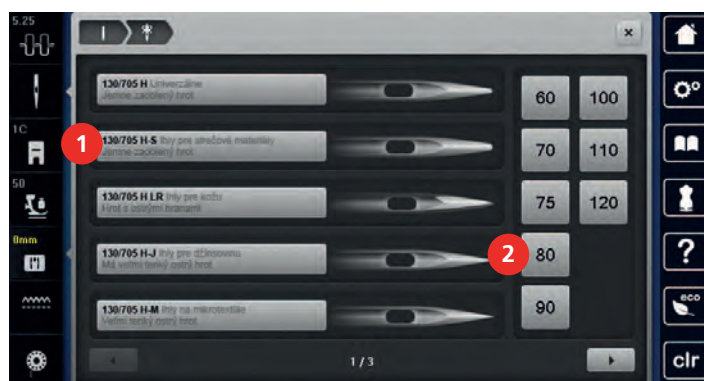 5.25
1C
50
0mm
130/705 H Univerzálne
Jemne zaoblený hrot
1
130/705 H-S Ihly pre strečové materiály
Jemne zaoblený hrot
130/705 H LR Ihly pre kožu
Hrot s ostrými hranami
130/705 H-J Ihly pre džínsovinu
Má veľmi tenký ostrý hrot
130/705 H-M Ihly na mikrotextílie
Veľmi tenký ostrý hrot
60 100
70 110
75 120
2
80
90
1 / 3
?
eco
clr